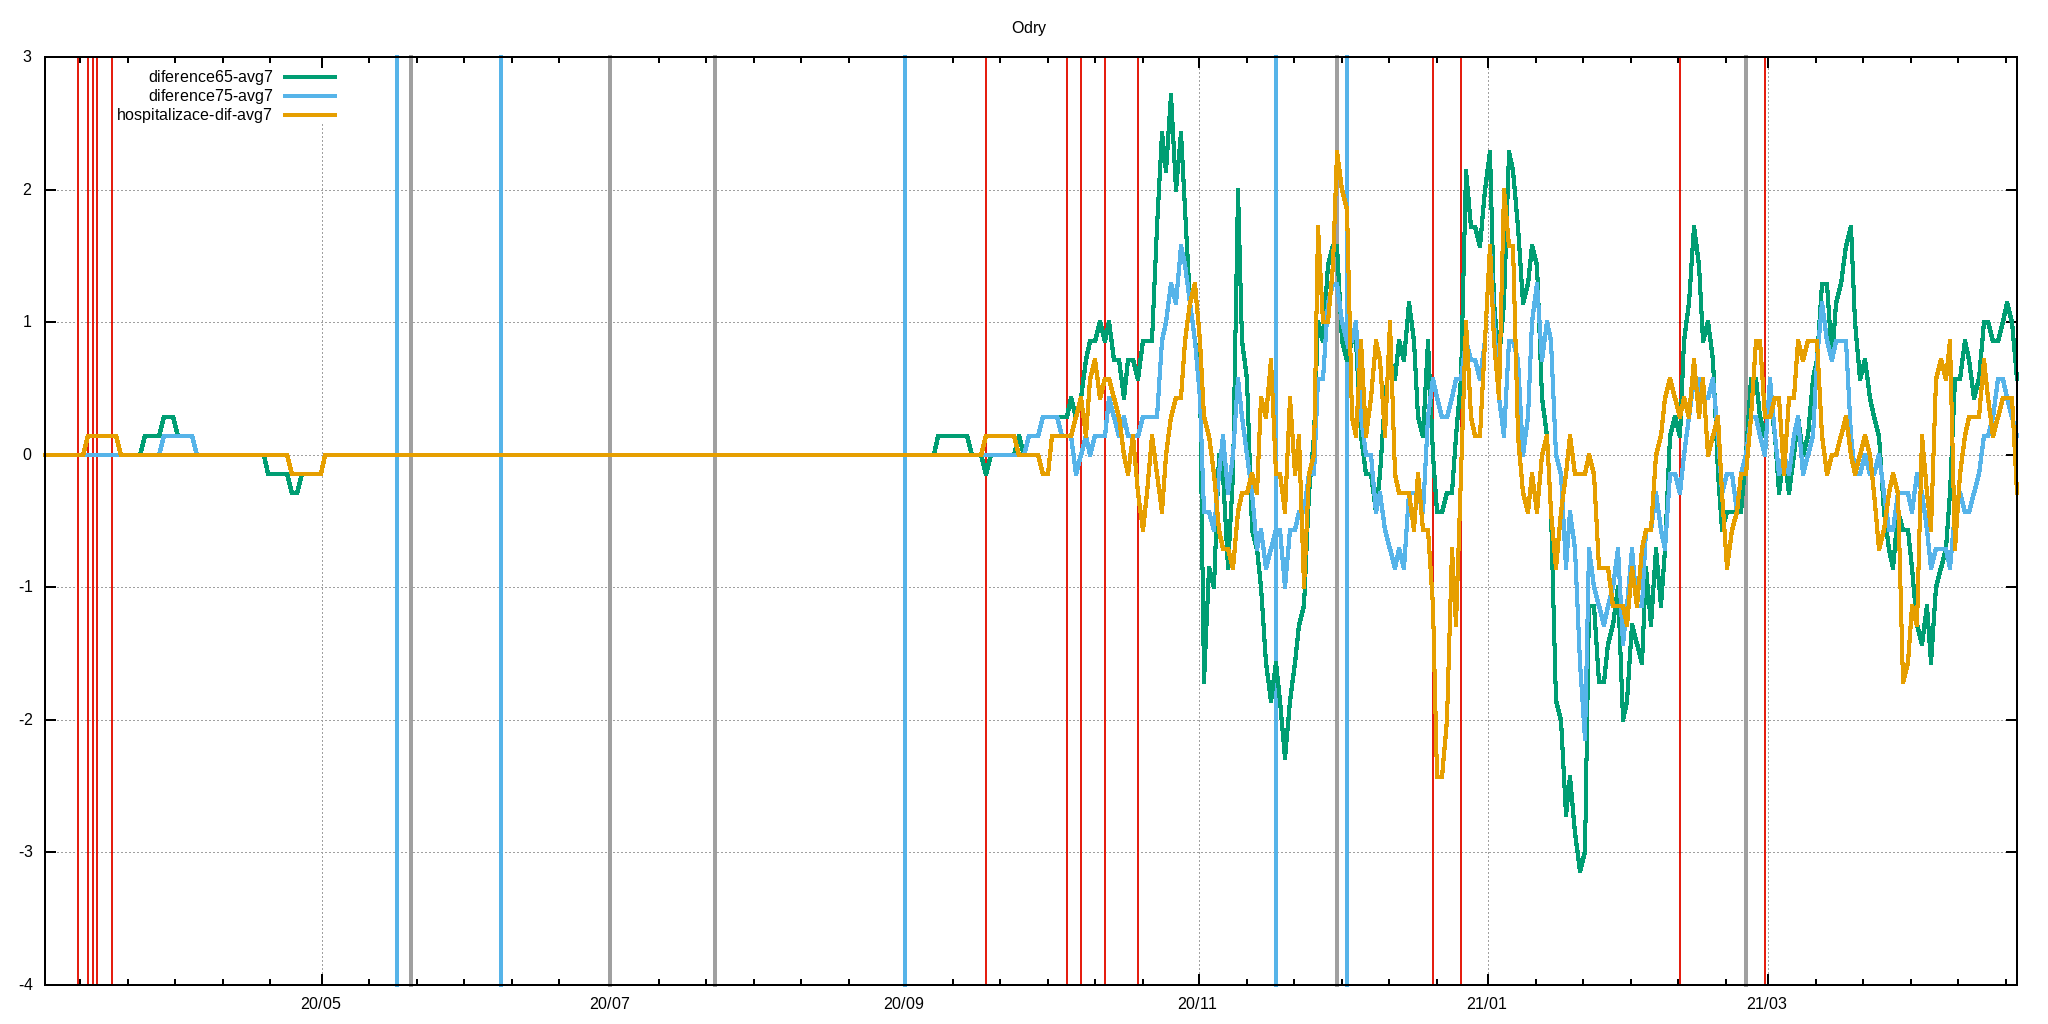 Odry
3
diference65-avg7
diference75-avg7
hospitalizace-dif-avg7
2
1
0
-1
-2
-3
-4
20/05 20/07 20/09 20/11 21/01 21/03